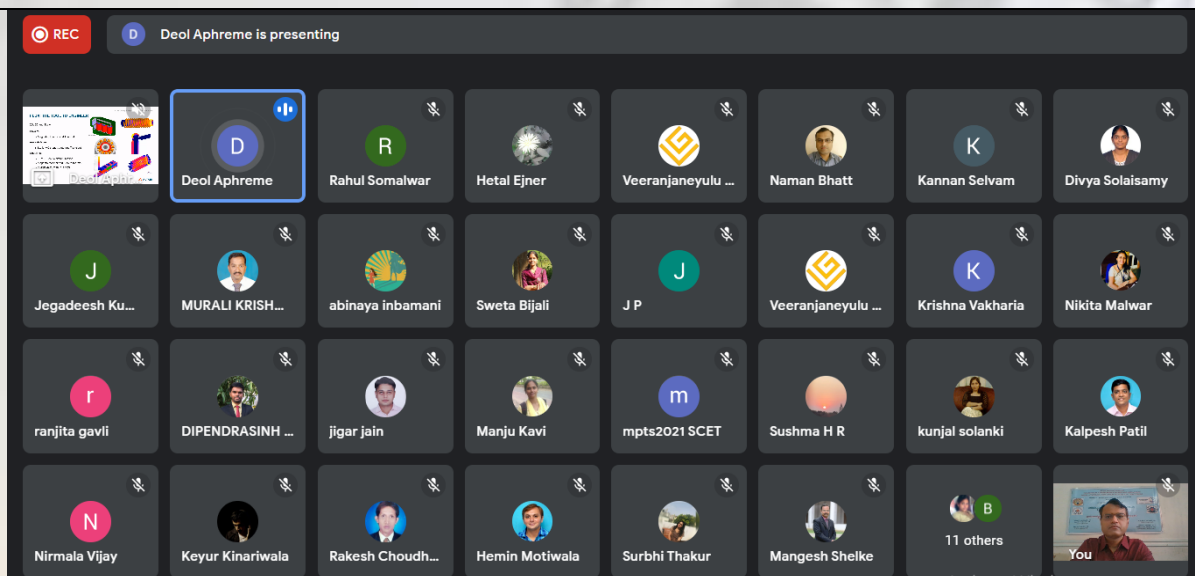 REC
D
Deol Aphreme is presenting
Deol Aphr...
D
Deol Aphreme
R
Rahul Somalwar
Hetal Ejner
Veeranjaneyulu ...
Naman Bhatt
K
Kannan Selvam
Divya Solaisamy
J
Jegadeesh Ku...
MURALI KRISH...
abinaya inbamani
Sweta Bijali
J
J P
Veeranjaneyulu ...
K
Krishna Vakharia
Nikita Malwar
r
ranjita gavli
DIPENDRASINH ...
jigar jain
Manju Kavi
m
mpts2021 SCET
Sushma H R
kunjal solanki
Kalpesh Patil
N
Nirmala Vijay
Keyur Kinariwala
Rakesh Choudh...
Hemin Motiwala
Surbhi Thakur
Mangesh Shelke
B
11 others
You